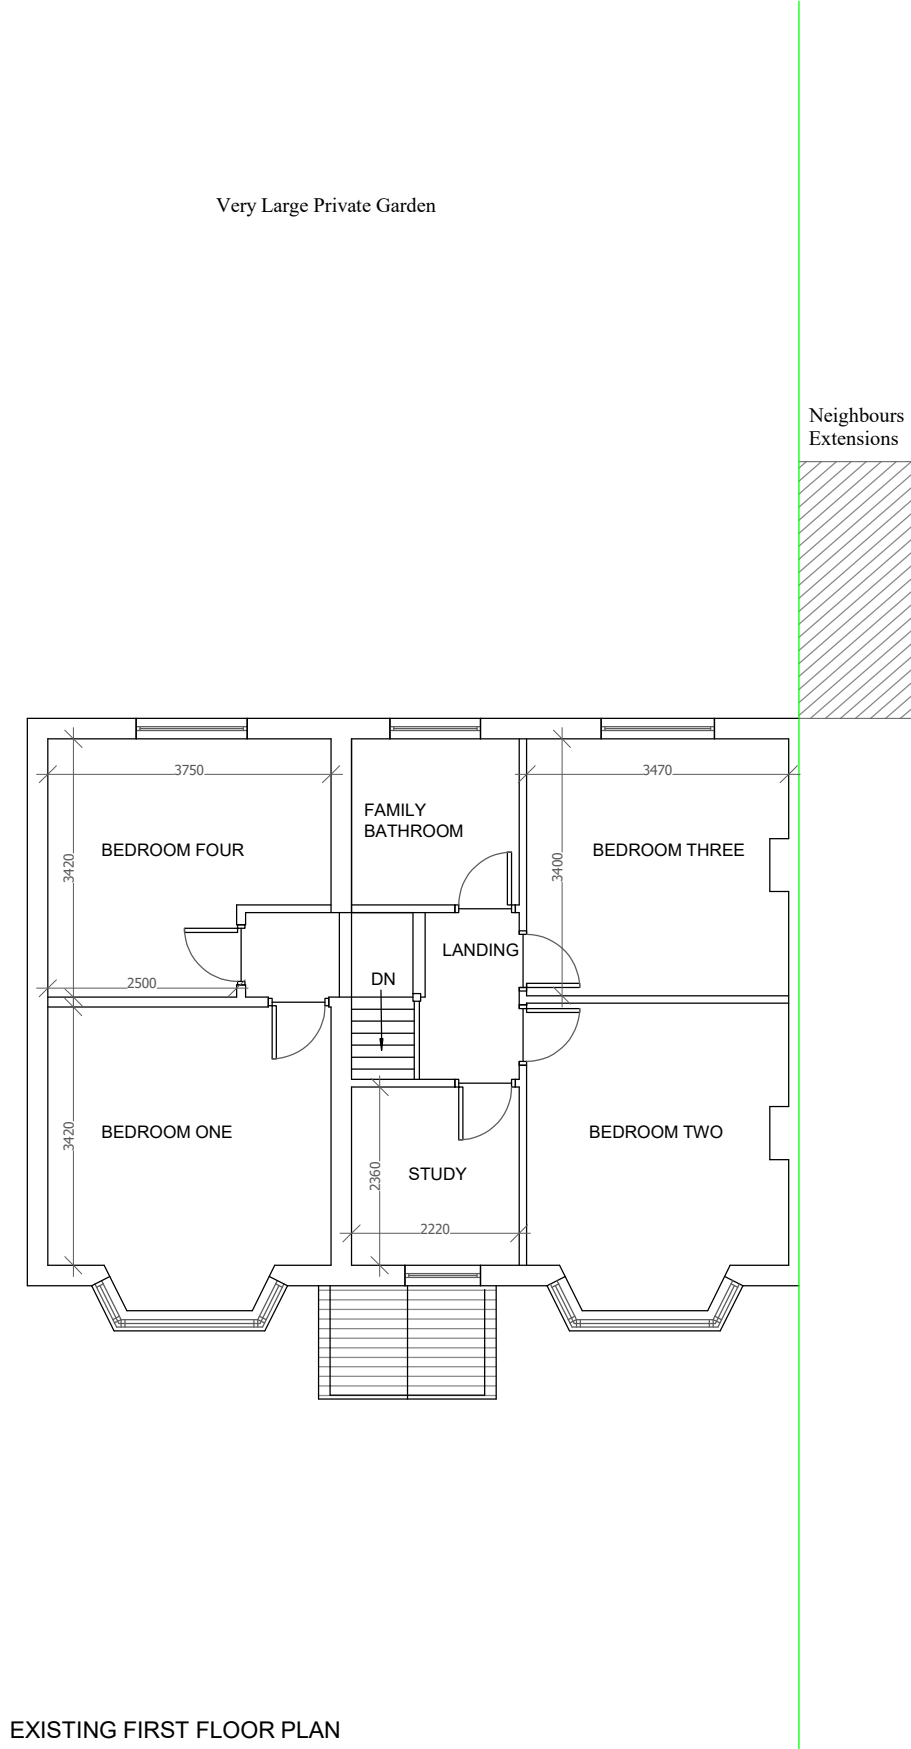 Very Large Private Garden
Neighbours
Extensions
3750
3470
FAMILY
BATHROOM
BEDROOM FOUR
BEDROOM THREE
3420
3400
LANDING
DN
2500
BEDROOM ONE
BEDROOM TWO
3420
2360
STUDY
2220
EXISTING FIRST FLOOR PLAN